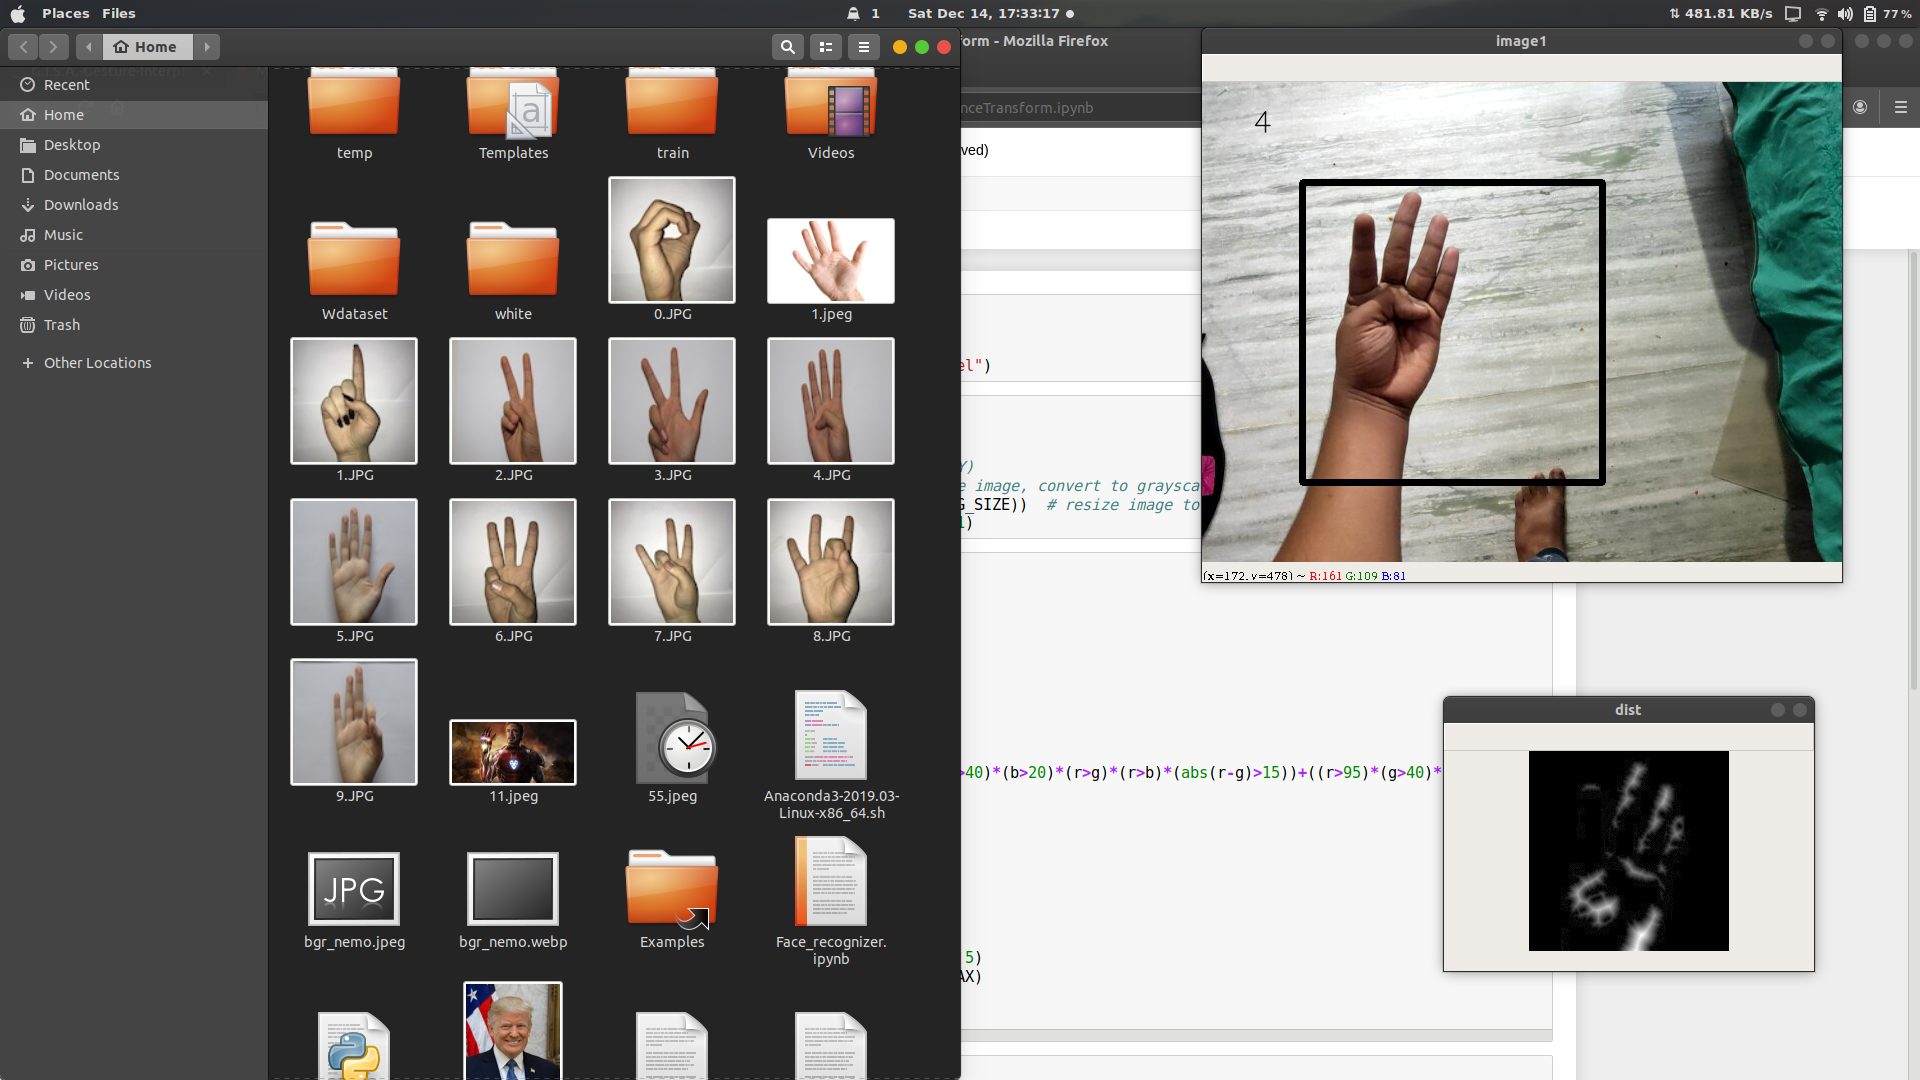 Places Files
1
Sat Dec 14, 17:33:17
481.81 KB/s
77%
Home
Recent
Home
Desktop
Documents
Downloads
Music
Pictures
Videos
Trash
Other Locations
temp
Templates
train
Videos
Wdataset
white
0.JPG
1.jpeg
1.JPG
2.JPG
3.JPG
4.JPG
5.JPG
6.JPG
7.JPG
8.JPG
9.JPG
11.jpeg
55.jpeg
Anaconda3-2019.03-
Linux-x86_64.sh
JPG
bgr_nemo.jpeg
bgr_nemo.webp
Examples
Face_recognizer.
ipynb
orm - Mozilla Firefox
nceTransform.ipynb
ved)
el")
Y)
e image, convert to graysca
G_SIZE)) # resize image to
)
>40)*(b>20)*(r>g)*(r>b)*(abs(r-g)>15))+((r>95)*(g>40)*
5)
AX)
image1
4
(x=172, y=478) ~ R:161 G:109 B:81
dist